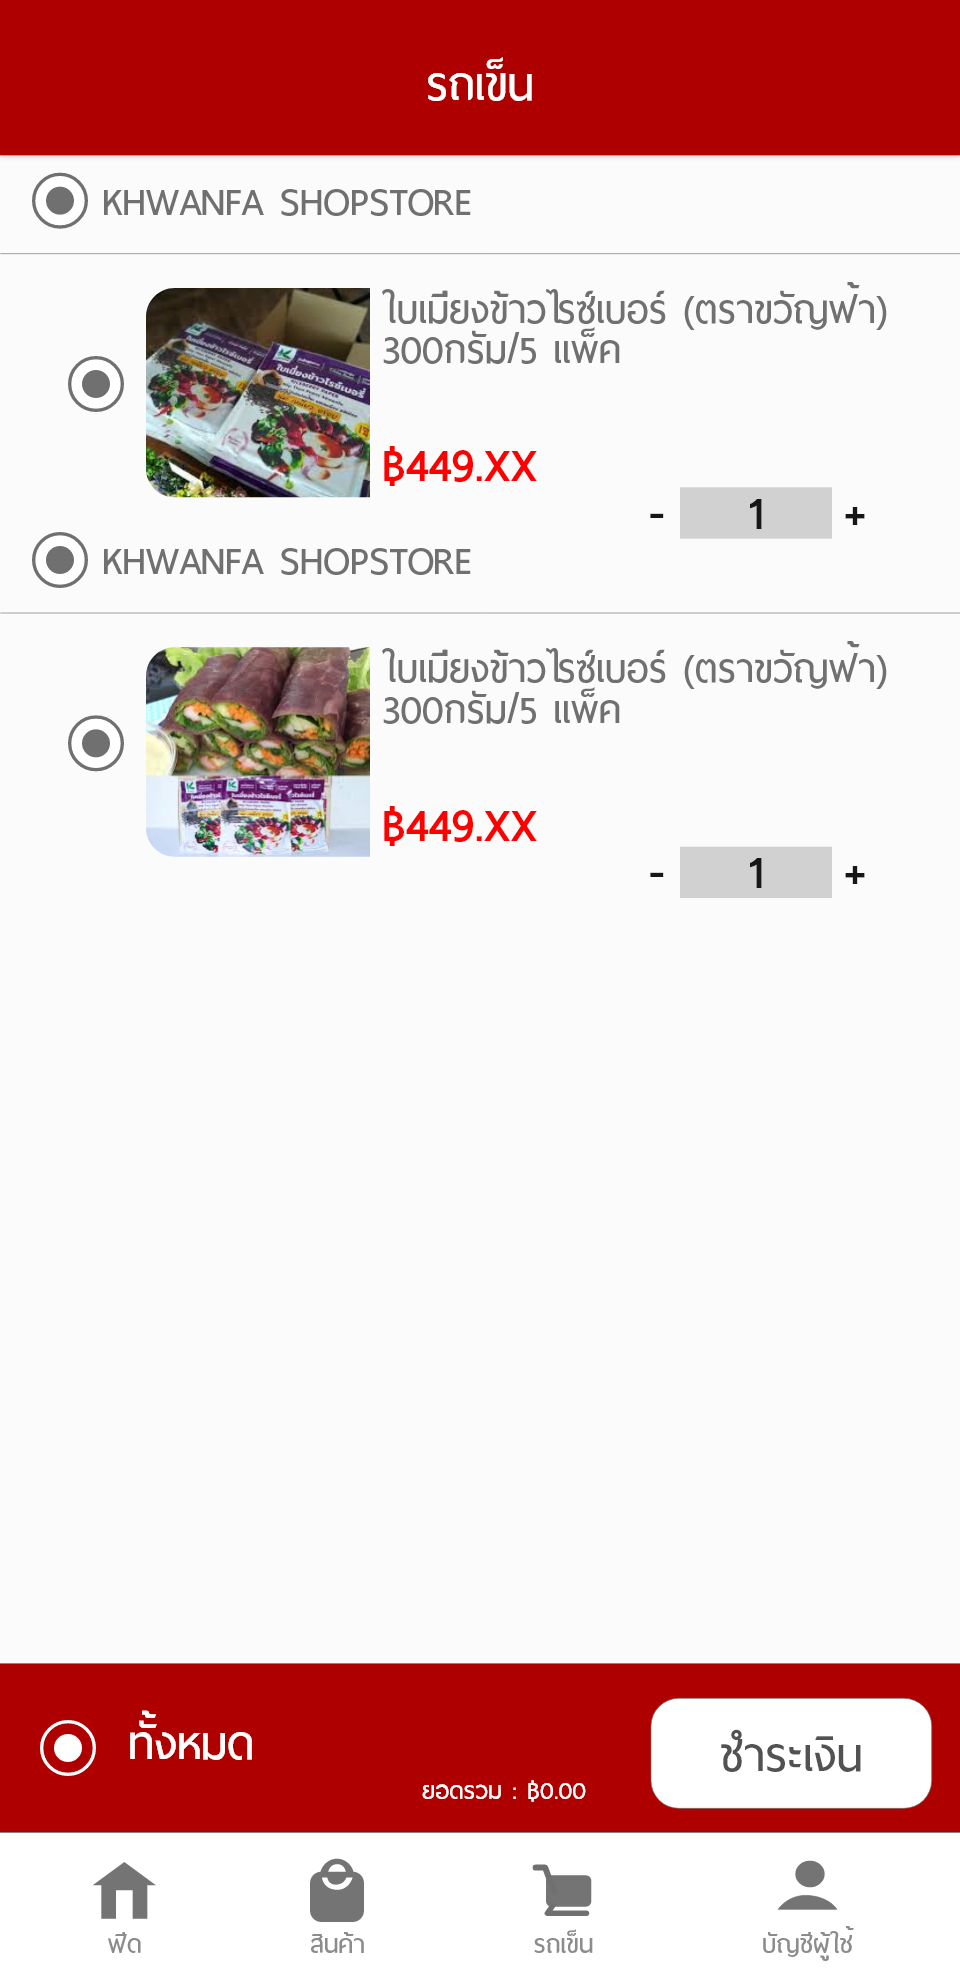 รถเข็น
KHWANFA SHOPSTORE
ใบเมียงข้าวไรซ์เบอร์ (ตราขวัญฟ้า)
300กรัม/5 แพ็ค
฿449.XX
- 1 +
KHWANFA SHOPSTORE
ใบเมียงข้าวไรซ์เบอร์ (ตราขวัญฟ้า)
300กรัม/5 แพ็ค
฿449.XX
- 1 +
ทั้งหมด
ยอดรวม : ฿0.00
ชำระเงิน
ฟีด
สินค้า
รถเข็น
บัญชีผู้ใช้